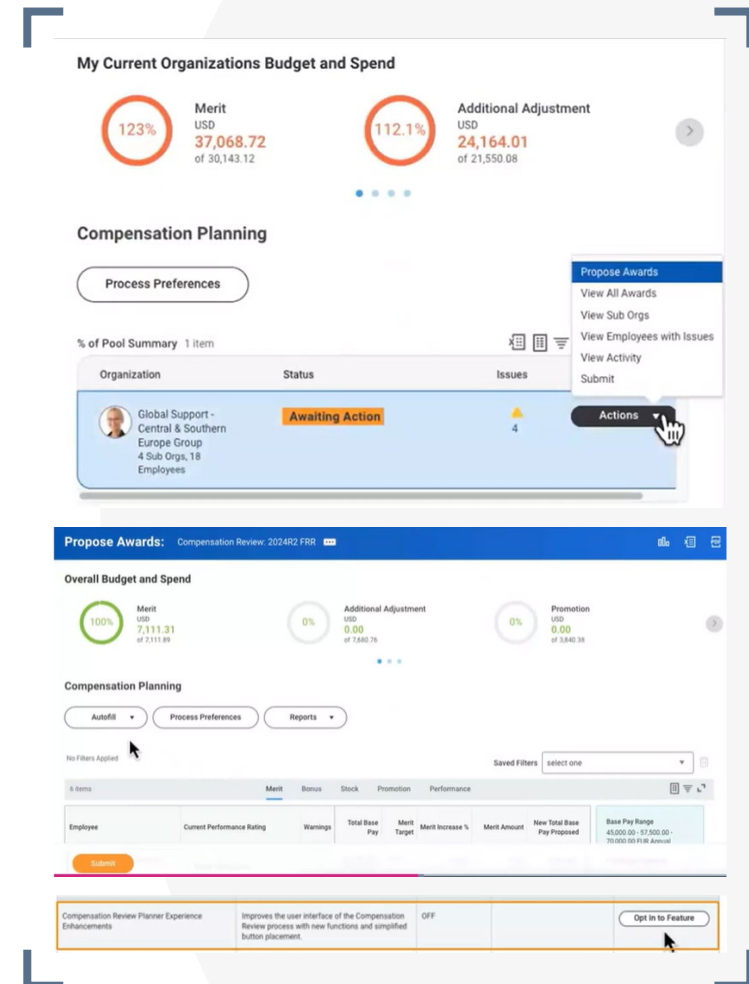 My Current Organizations Budget and Spend
123%
Merit
USD
37,068.72
of 30,143.12
112.1%
Additional Adjustment
USD
24,164.01
of 21,550.08
Compensation Planning
Process Preferences
Propose Awards
View All Awards
View Sub Orgs
View Employees with Issues
View Activity
Submit
% of Pool Summary 1 item
Organization Status Issues
Global Support -
Central & Southern
Europe Group
4 Sub Orgs, 18
Employees
Awaiting Action
4
Actions
Propose Awards: Compensation Review: 2024R2 FRR
Overall Budget and Spend
100%
Merit
USD
7,111.31
of 7,111.89
0%
Additional Adjustment
USD
0.00
of 7,680.76
0%
Promotion
USD
0.00
of 3,840.38
Compensation Planning
Autofill Process Preferences Reports
No Filters Applied
Saved Filters select one
6 items
Merit Bonus Stock Promotion Performance
Employee Current Performance Rating Warnings Total Base Pay Merit Target Merit Increase % Merit Amount New Total Base Pay Proposed
Base Pay Range
45,000.00 - 57,500.00 -
70,000.00 EUR Annual
Submit
Compensation Review Planner Experience
Enhancements
Improves the user interface of the Compensation
Review process with new functions and simplified
button placement.
OFF
Opt In to Feature